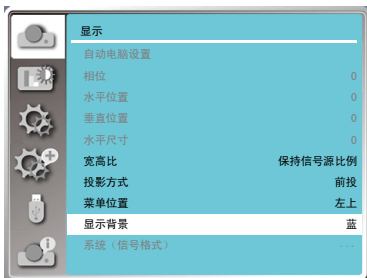 显示
自动电脑设置
相位 0
水平位置 0
垂直位置 0
水平尺寸 0
宽高比 保持信号源比例
投影方式 前投
菜单位置 左上
显示背景 蓝
系统（信号格式） ---